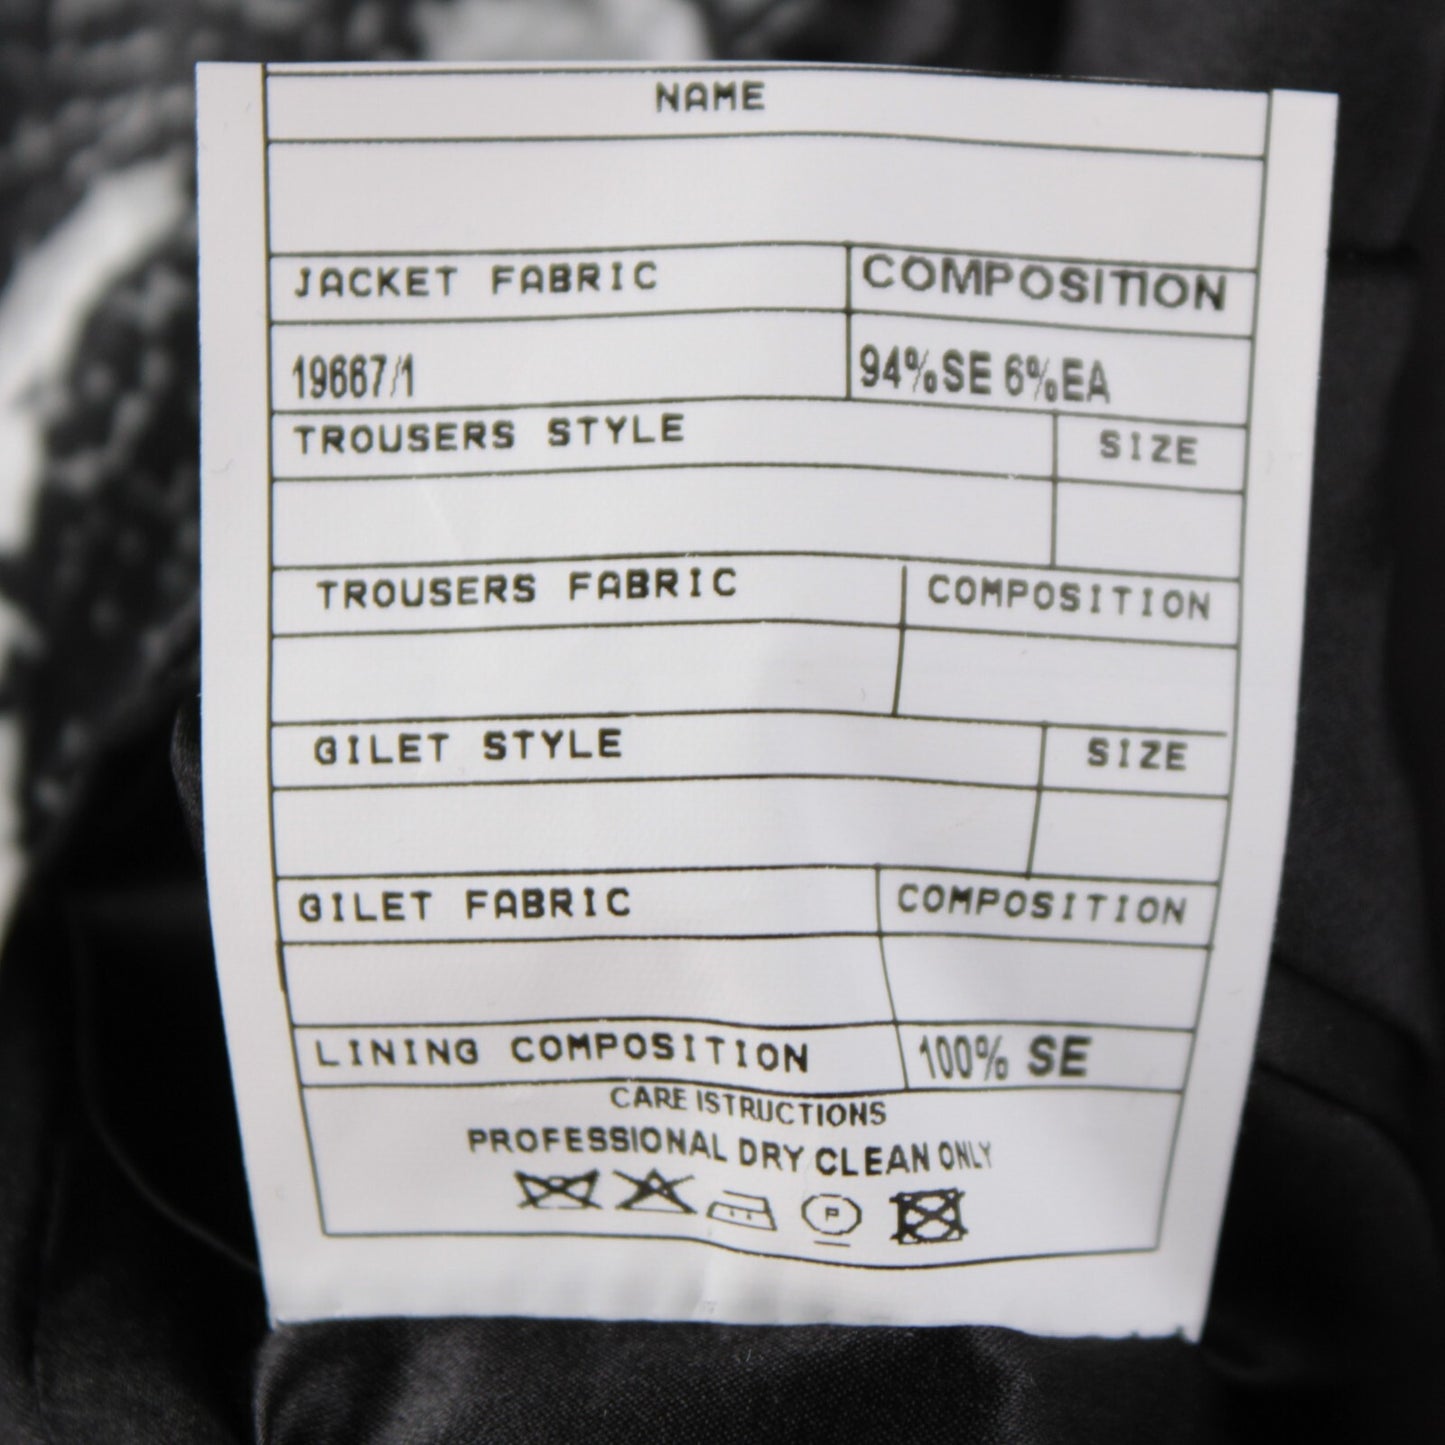 NAME
JACKET FABRIC COMPOSITION
19667/1 94%SE 6%EA
TROUSERS STYLE SIZE
TROUSERS FABRIC COMPOSITION
GILET STYLE SIZE
GILET FABRIC COMPOSITION
LINING COMPOSITION 100% SE
CARE ISTRUCTIONS
PROFESSIONAL DRY CLEAN ONLY
P